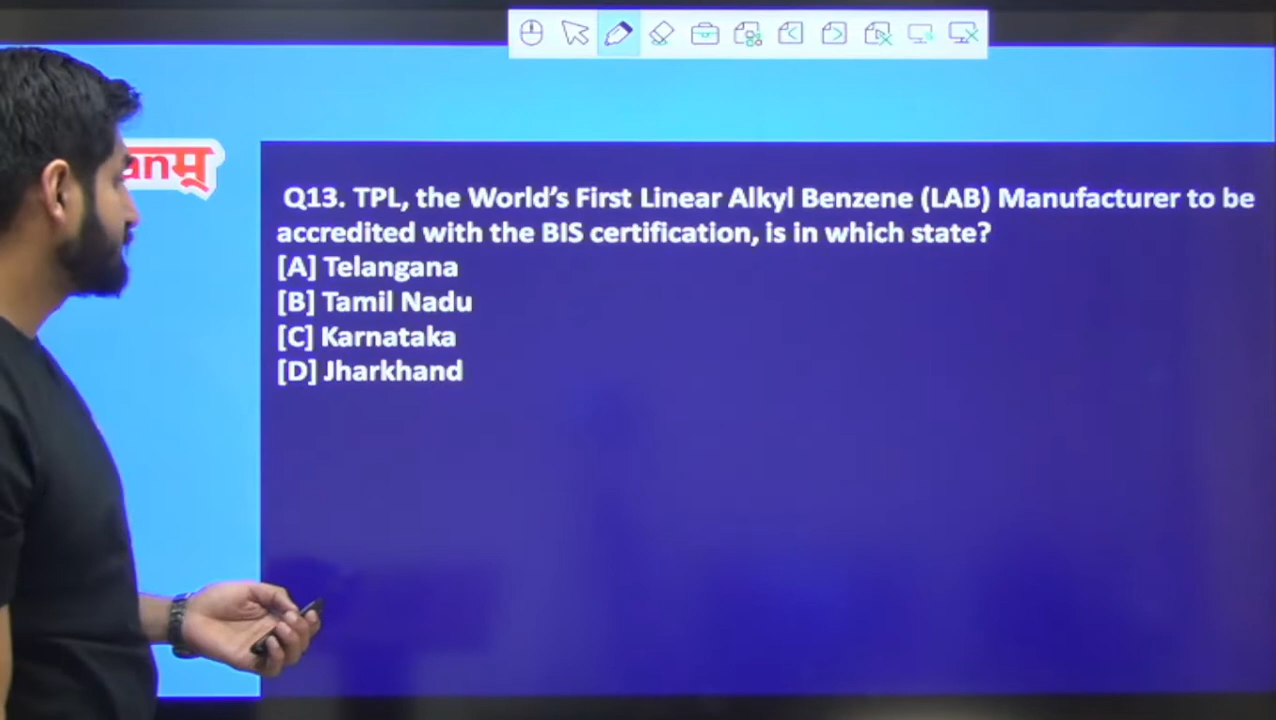 anम्
Q13. TPL, the World's First Linear Alkyl Benzene (LAB) Manufacturer to be
accredited with the BIS certification, is in which state?
[A] Telangana
[B] Tamil Nadu
[C] Karnataka
[D] Jharkhand